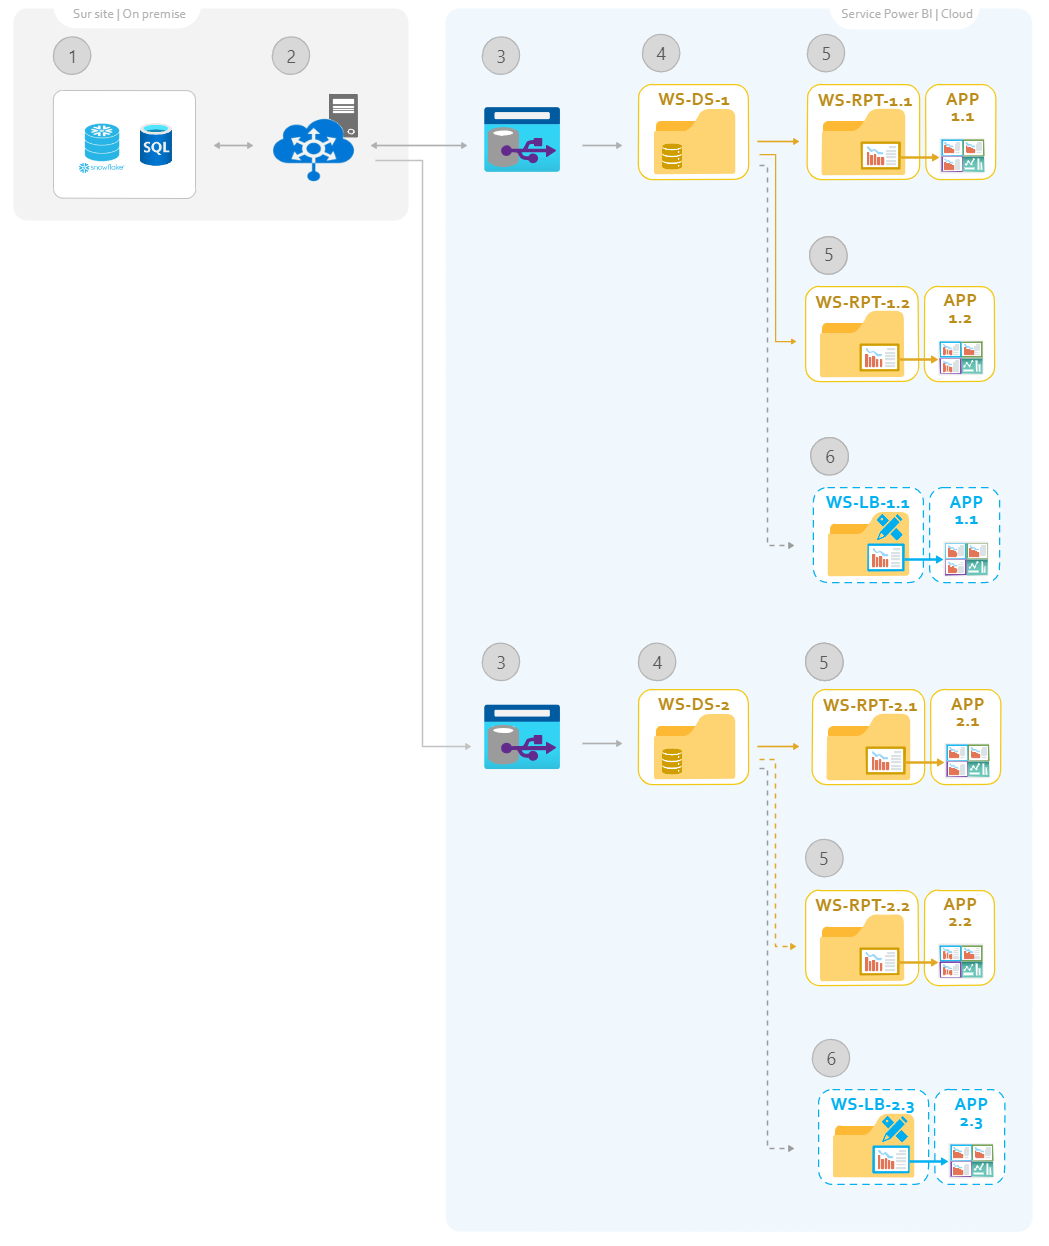 Sur site | On premise
Service Power BI | Cloud
1
2
3
4
5
snowflake
SQL
WS-DS-1
WS-RPT-1.1
APP
1.1
5
WS-RPT-1.2
APP
1.2
6
WS-LB-1.1
APP
1.1
3
4
5
WS-DS-2
WS-RPT-2.1
APP
2.1
5
WS-RPT-2.2
APP
2.2
6
WS-LB-2.3
APP
2.3